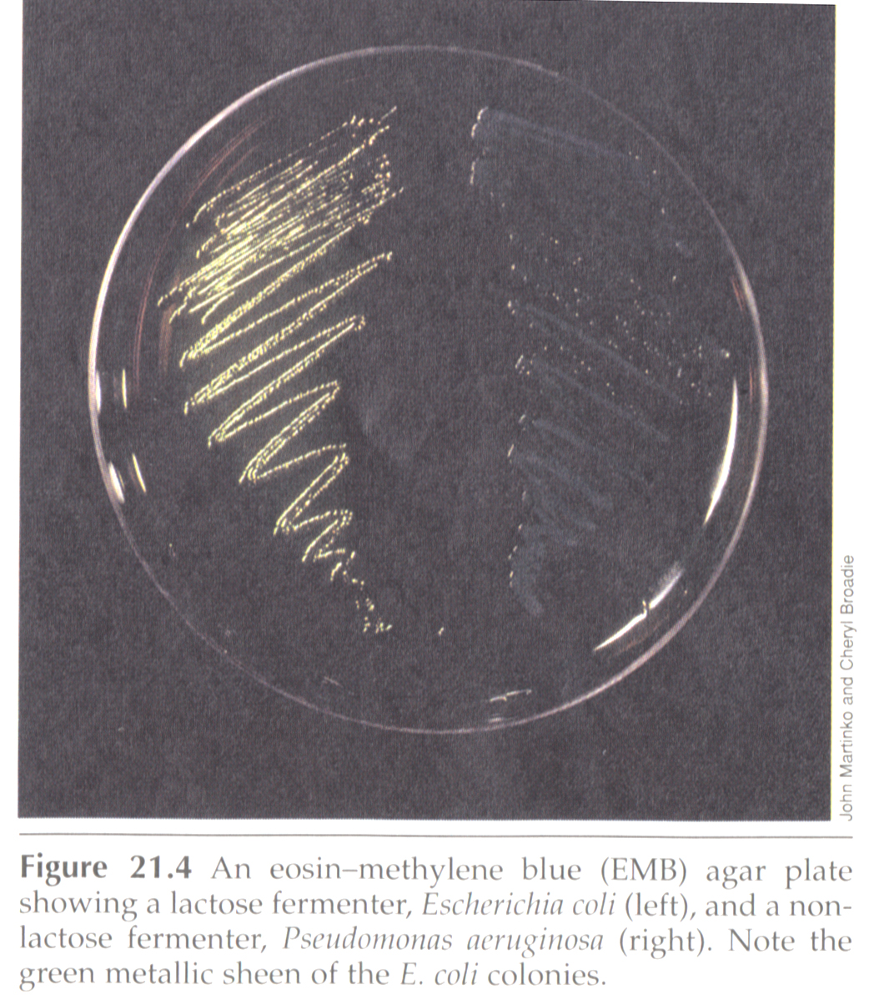 John Martinko and Cheryl Broadie
Figure 21.4 An eosin–methylene blue (EMB) agar plate
showing a lactose fermenter, Escherichia coli (left), and a non-
lactose fermenter, Pseudomonas aeruginosa (right). Note the
green metallic sheen of the E. coli colonies.